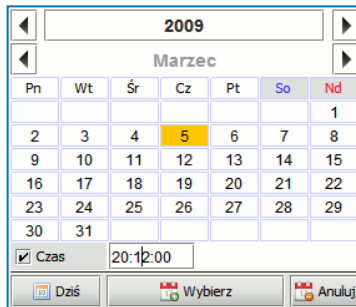 2009
Marzec
Pn Wt Śr Cz Pt So Nd
1
2 3 4 5 6 7 8
9 10 11 12 13 14 15
16 17 18 19 20 21 22
23 24 25 26 27 28 29
30 31
Czas 20:12:00
Dziś Wybierz Anuluj